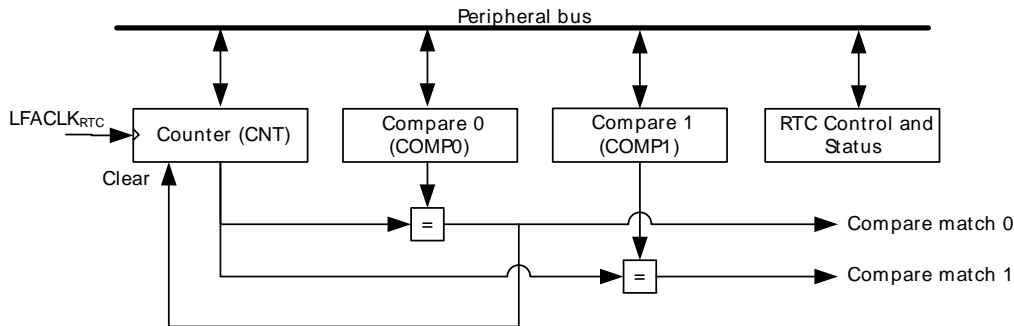 Peripheral bus
LFACLKRTC
Counter (CNT)
Compare 0
(COMP0)
Compare 1
(COMP1)
RTC Control and
Status
Clear
=
Compare match 0
=
Compare match 1